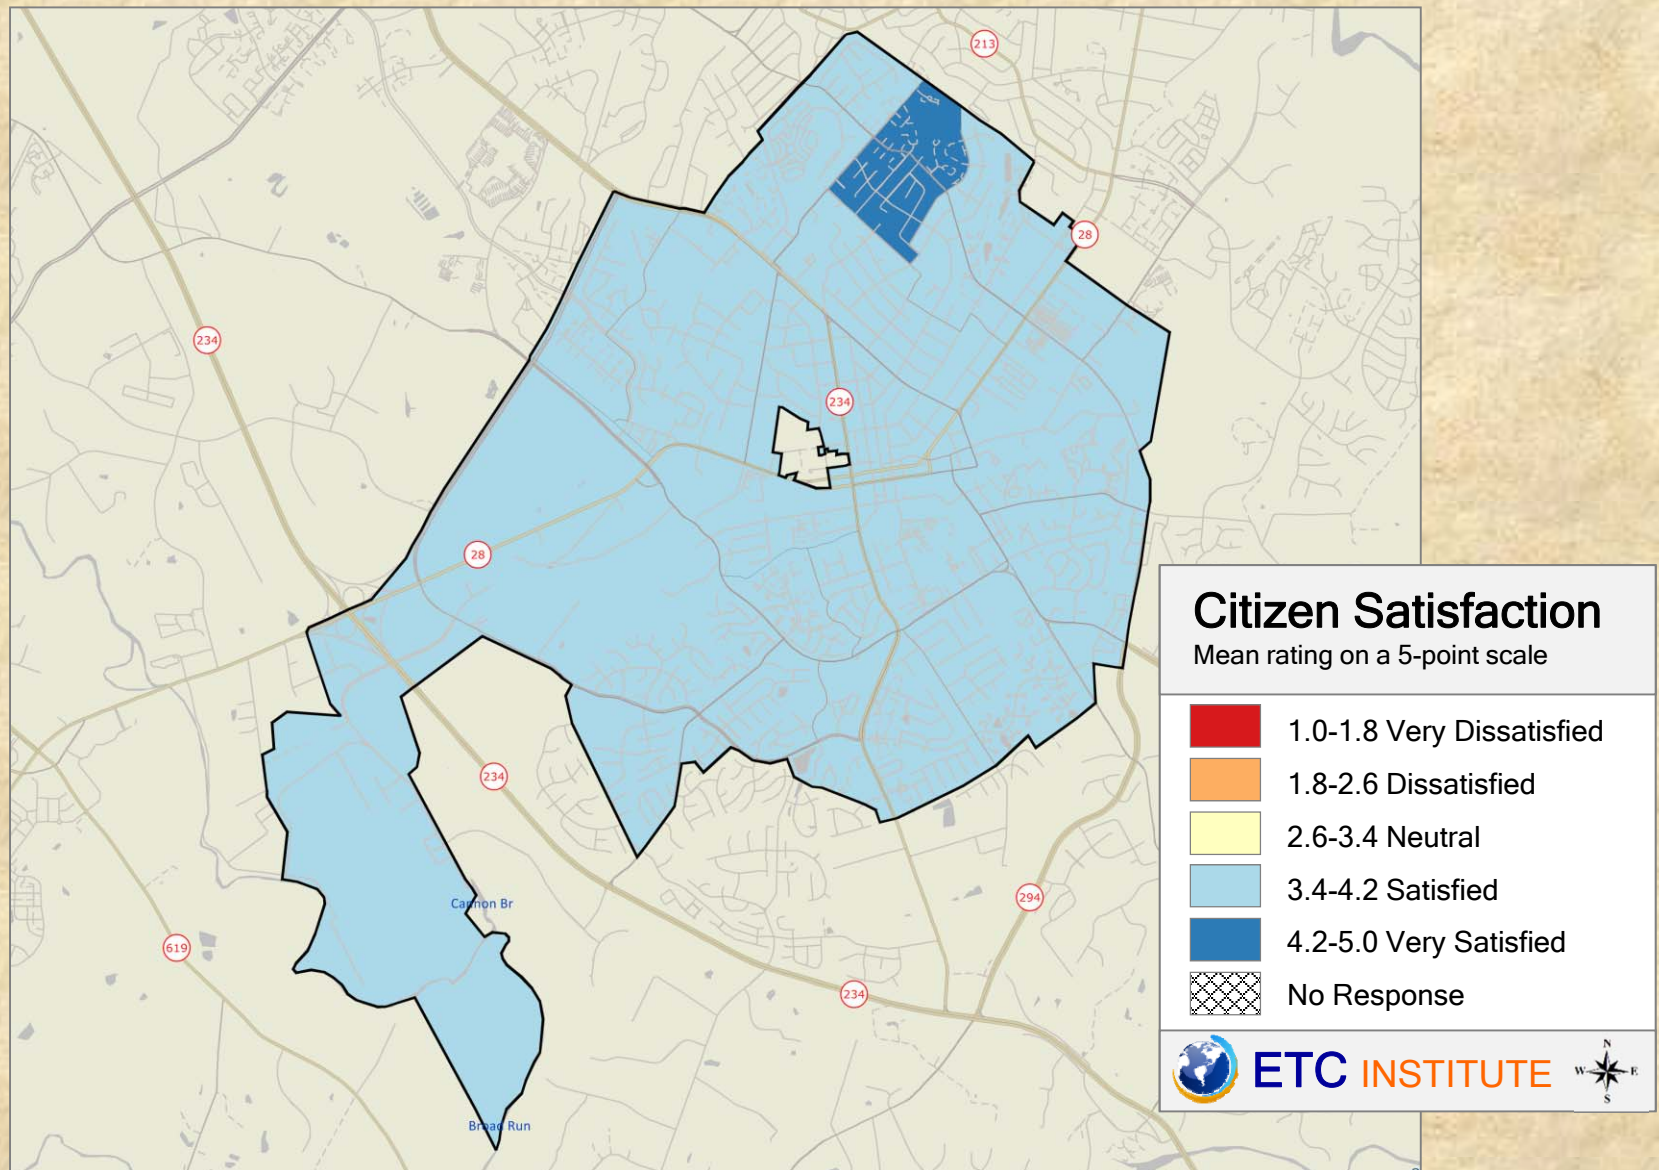 213
28
234
234
28
234
Cannon Br
294
619
234
Broad Run
Citizen Satisfaction
Mean rating on a 5-point scale
1.0-1.8 Very Dissatisfied
1.8-2.6 Dissatisfied
2.6-3.4 Neutral
3.4-4.2 Satisfied
4.2-5.0 Very Satisfied
No Response
ETC INSTITUTE
N
W E
S